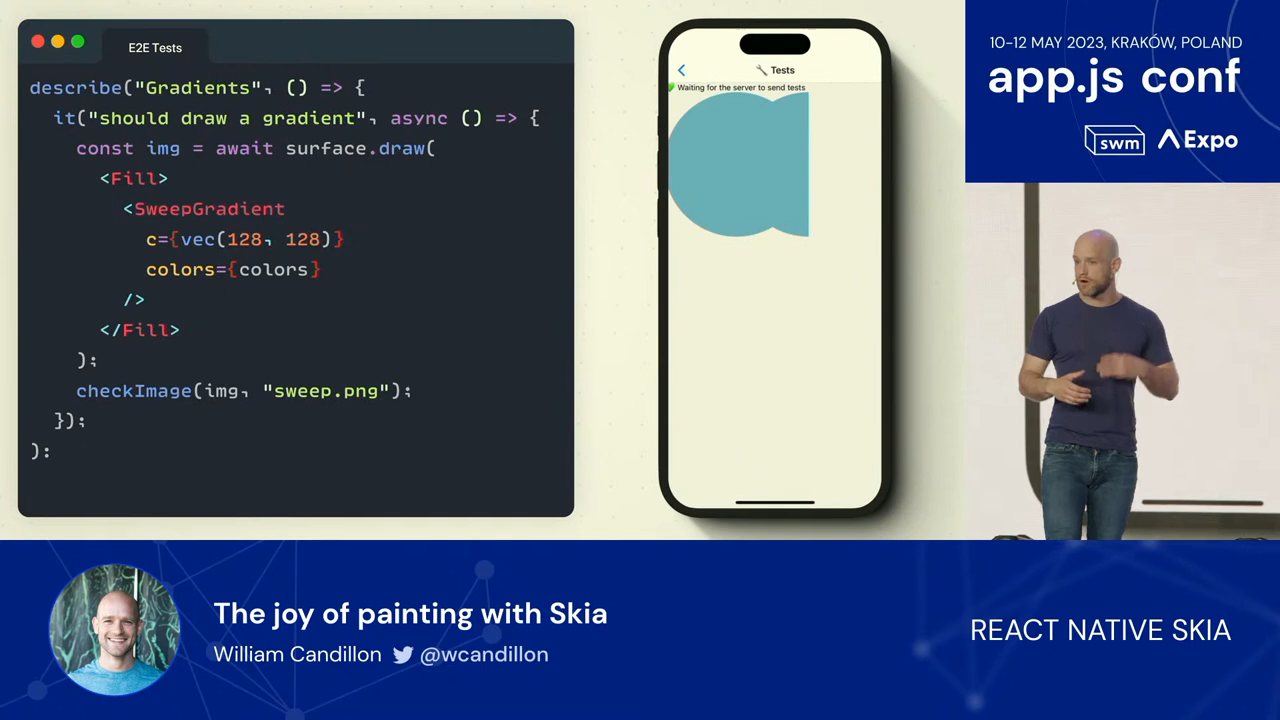 E2E Tests
describe("Gradients", () => {
it("should draw a gradient", async () => {
const img = await surface.draw(
<Fill>
<SweepGradient
c={vec(128, 128)}
colors={colors}
/>
</Fill>
);
checkImage(img, "sweep.png");
});
);
Tests
Waiting for the server to send tests
10-12 MAY 2023, KRAKÓW, POLAND
app.js conf
swm Expo
The joy of painting with Skia
William Candillon @wcandillon
REACT NATIVE SKIA